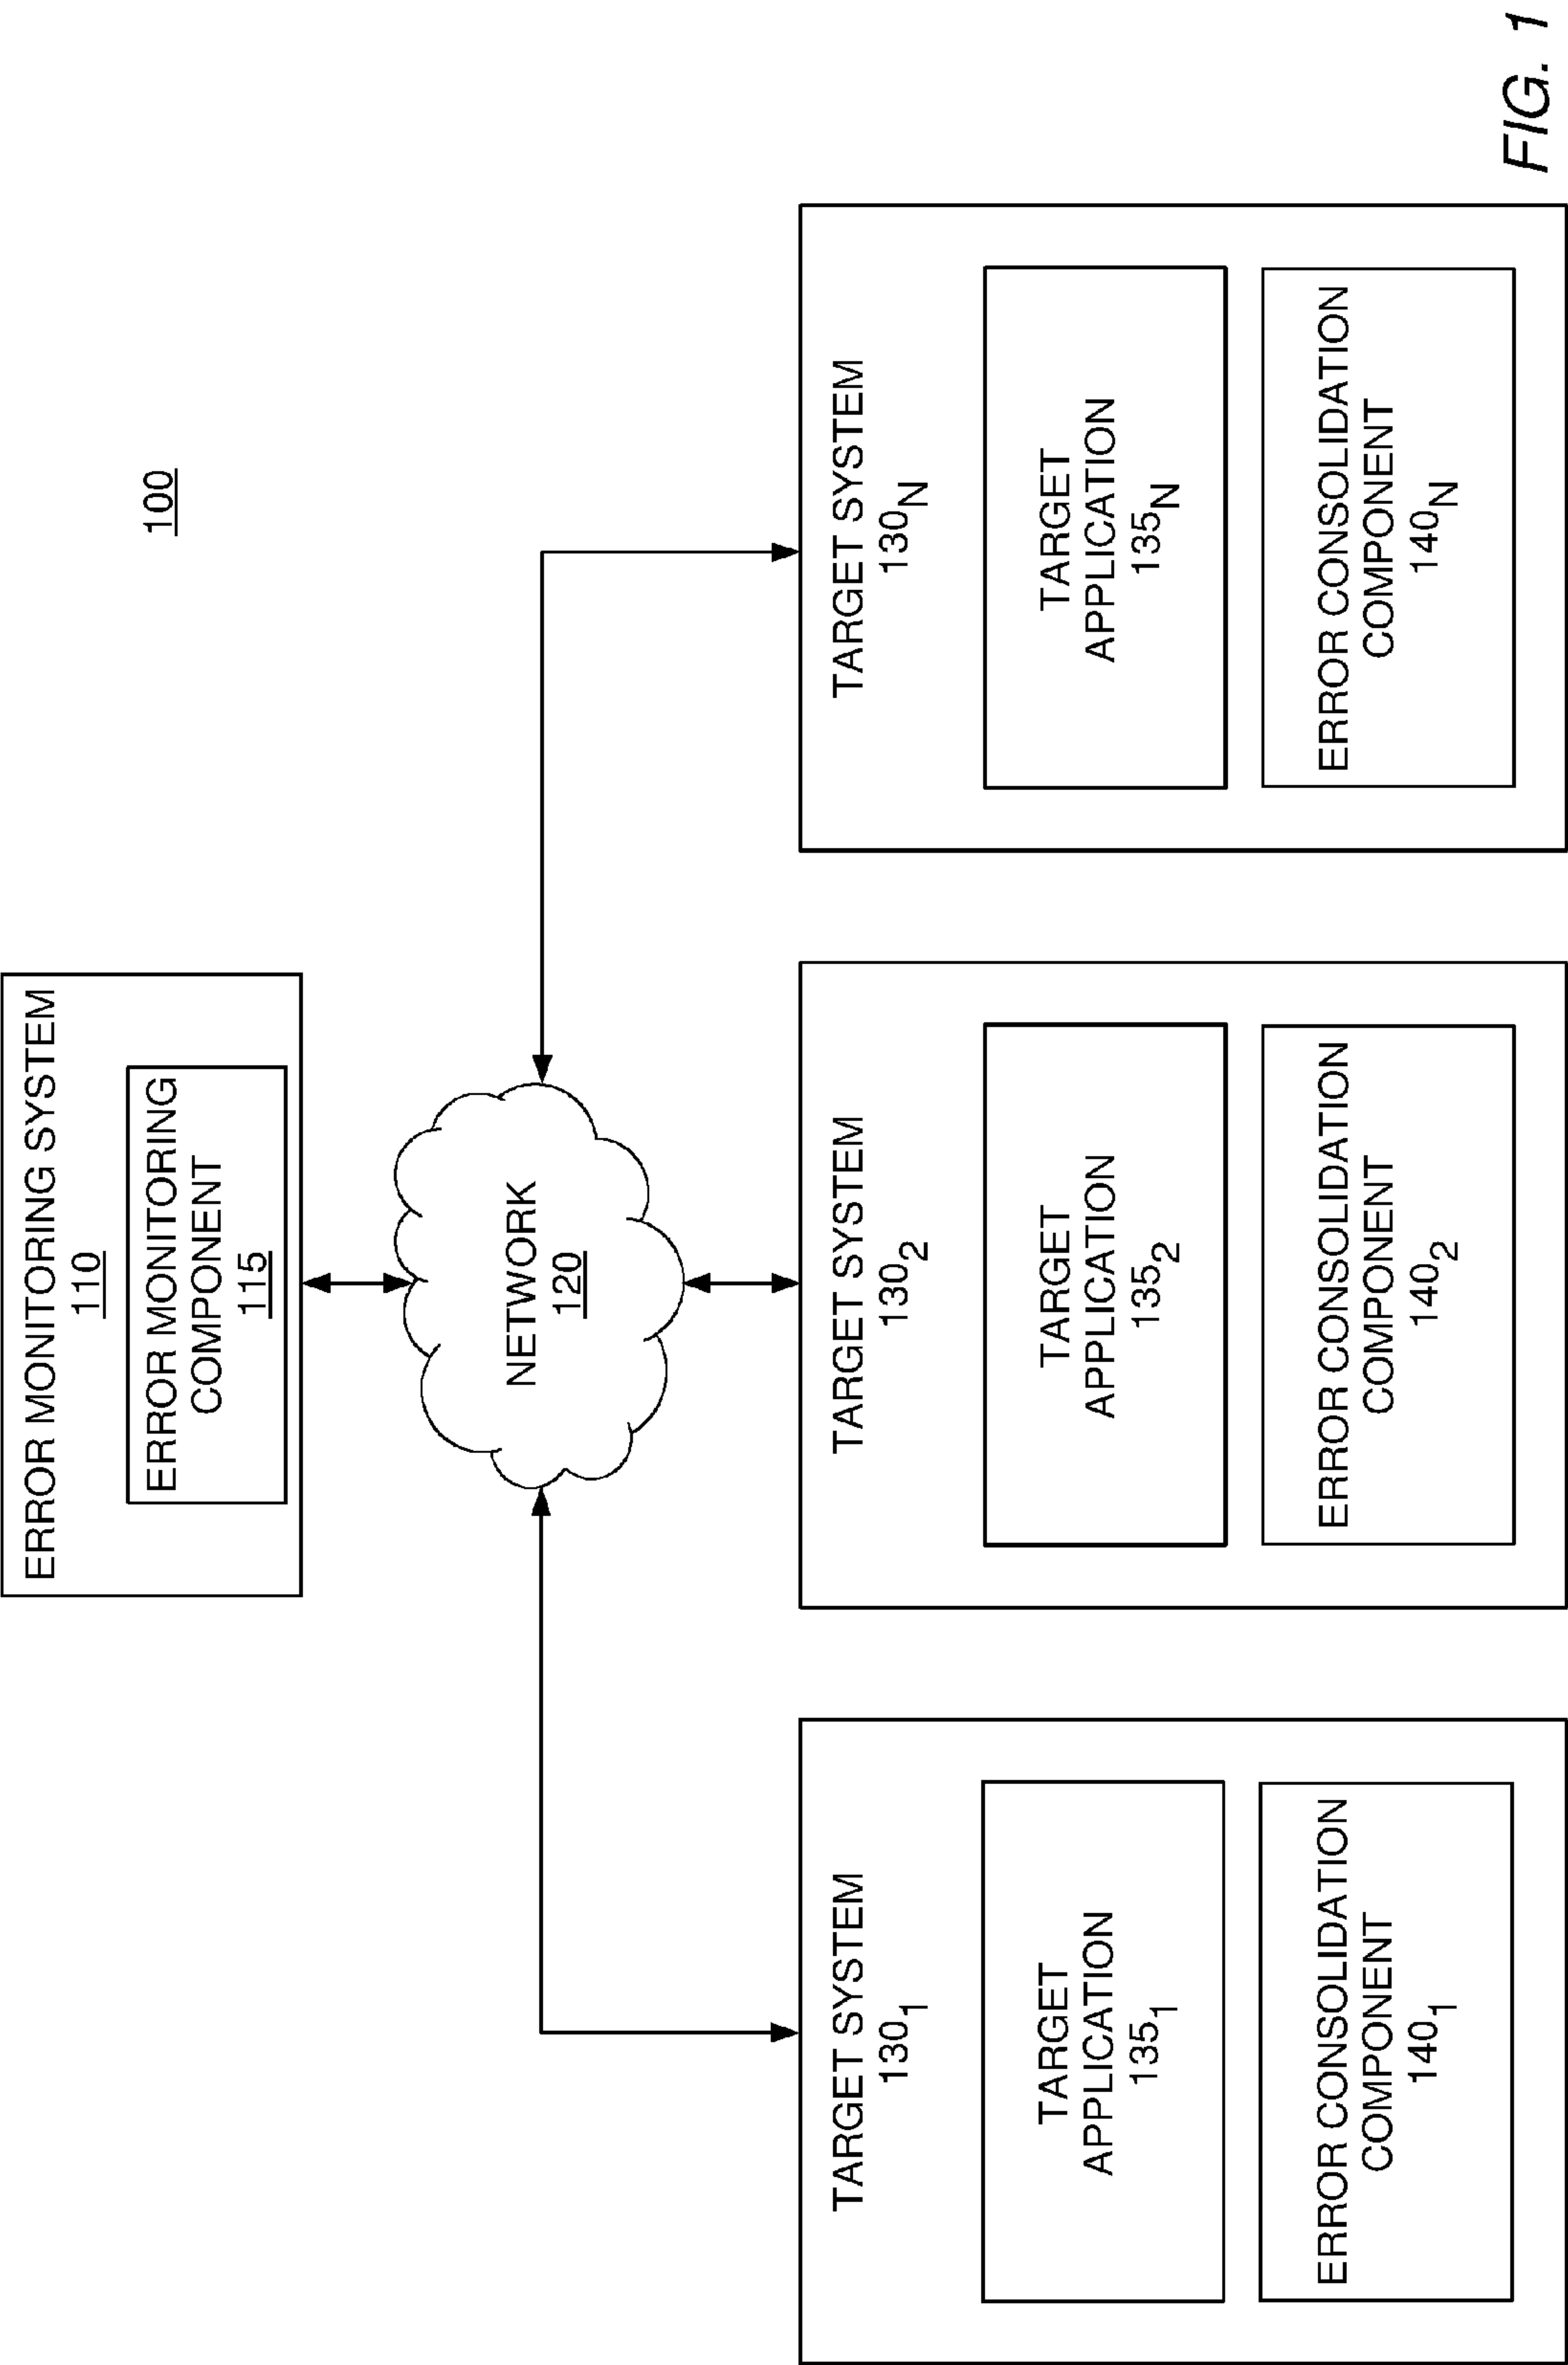 100
ERROR MONITORING SYSTEM
110
ERROR MONITORING
COMPONENT
115
NETWORK
120
TARGET SYSTEM
130₁
TARGET
APPLICATION
135₁
ERROR CONSOLIDATION
COMPONENT
140₁
TARGET SYSTEM
130₂
TARGET
APPLICATION
135₂
ERROR CONSOLIDATION
COMPONENT
140₂
TARGET SYSTEM
130N
TARGET
APPLICATION
135N
ERROR CONSOLIDATION
COMPONENT
140N
FIG. 1